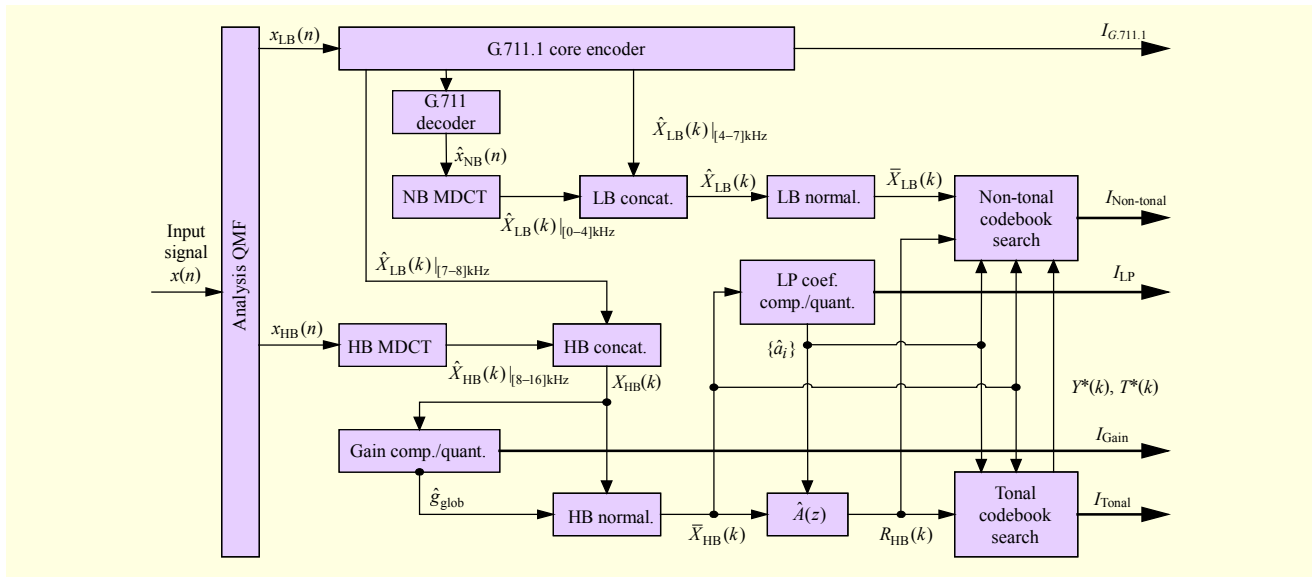 x_LB(n)
G.711.1 core encoder
I_G.711.1
G.711
decoder
X̂_LB(k)|[4–7]kHz
x̂_NB(n)
NB MDCT
LB concat.
X̂_LB(k)
LB normal.
X̄_LB(k)
Non-tonal
codebook
search
I_Non-tonal
X̂_LB(k)|[0–4]kHz
Input
signal
x(n)
Analysis QMF
X̂_LB(k)|[7–8]kHz
LP coef.
comp./quant.
I_LP
x_HB(n)
HB MDCT
HB concat.
{â_i}
X̂_HB(k)|[8–16]kHz
X_HB(k)
Y*(k), T*(k)
Gain comp./quant.
I_Gain
ĝ_glob
HB normal.
X̄_HB(k)
Â(z)
R_HB(k)
Tonal
codebook
search
I_Tonal